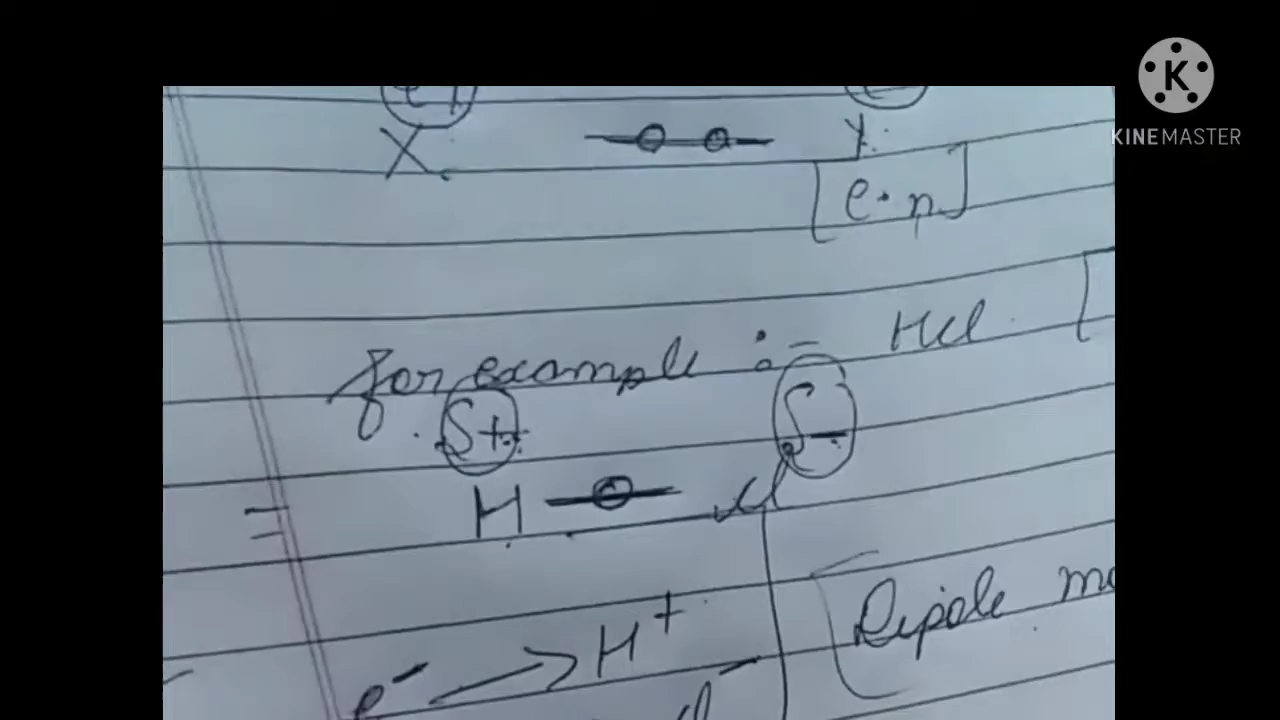 K
KINEMASTER
X — Y
[e.n]
for example :- HCl
δ+ δ-
H — Cl
e⁻ → H⁺
Dipole